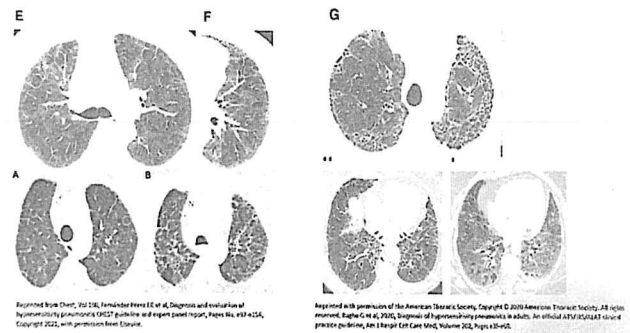 E
F
G
A
B
Reprinted from Chest, Vol 160, Fernández Pérez ER et al, Diagnosis and evaluation of
hypersensitivity pneumonitis CHEST guideline and expert panel report, Pages No. e97-e156,
Copyright 2021, with permission from Elsevier.
Reprinted with permission of the American Thoracic Society. Copyright © 2020 American Thoracic Society. All rights
reserved, Raghu G et al, 2020, Diagnosis of hypersensitivity pneumonitis in adults. An official ATS/JRS/ALAT clinical
practice guideline, Am J Respir Crit Care Med, Volume 202, Pages